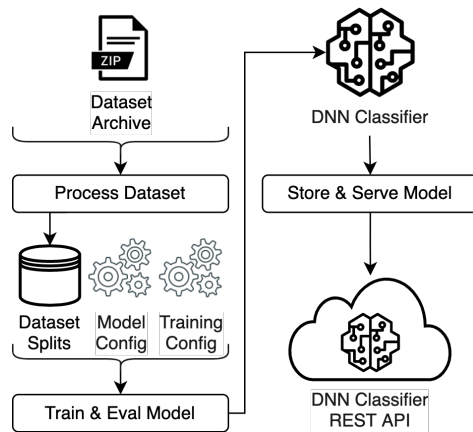 ZIP
Dataset
Archive
Process Dataset
Dataset
Splits
Model
Config
Training
Config
Train & Eval Model
DNN Classifier
Store & Serve Model
DNN Classifier
REST API